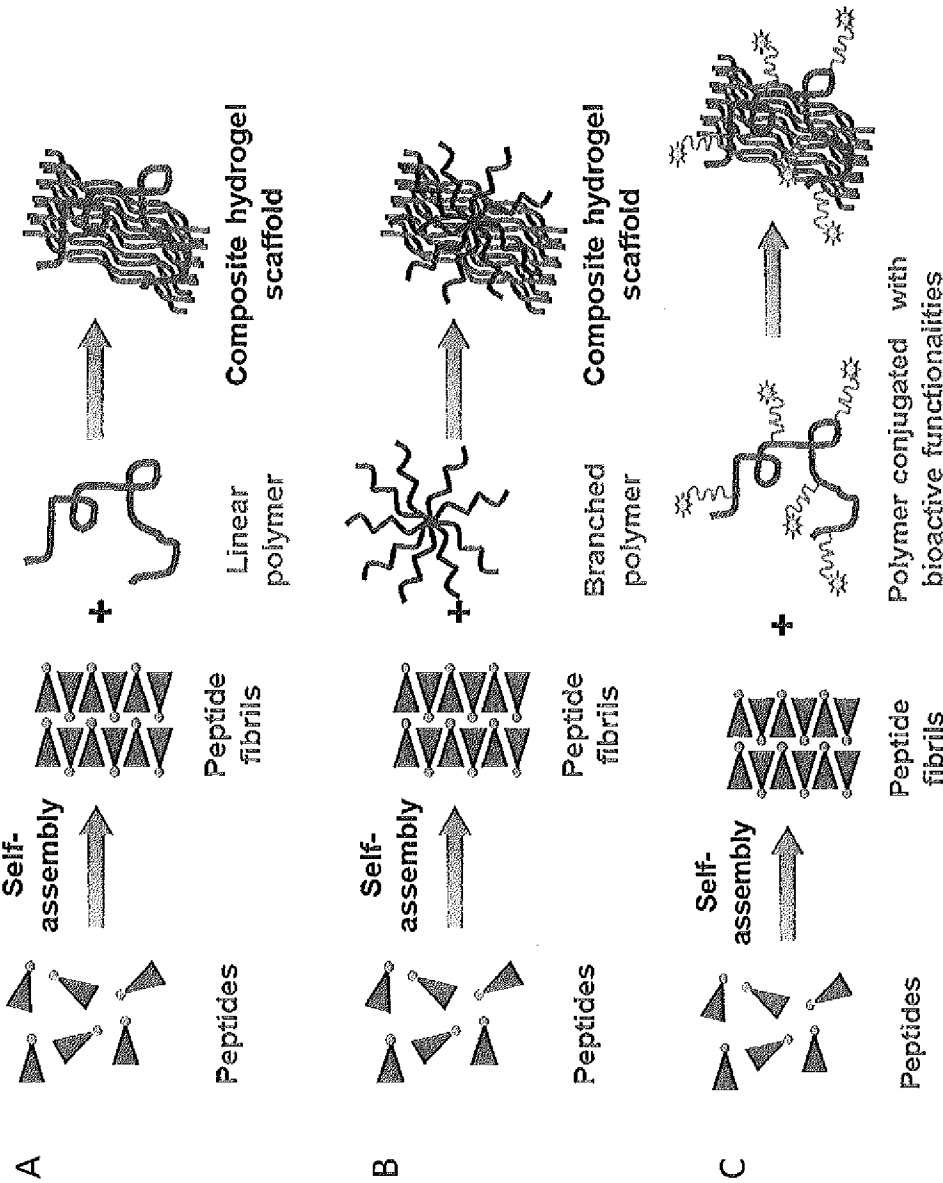 A
Peptides
Self-
assembly
Peptide
fibrils
+
Linear
polymer
Composite hydrogel
scaffold
B
Peptides
Self-
assembly
Peptide
fibrils
+
Branched
polymer
Composite hydrogel
scaffold
C
Peptides
Self-
assembly
Peptide
fibrils
+
Polymer conjugated with
bioactive functionalities